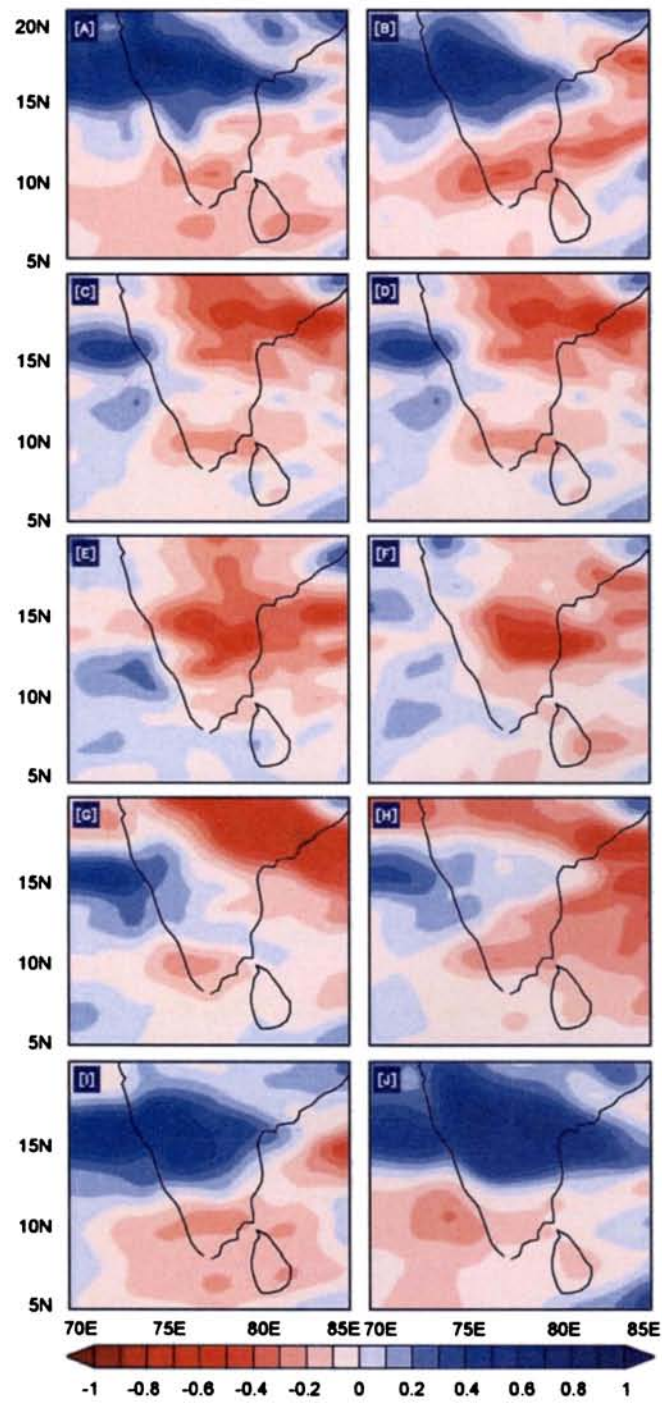 20N [A] [B]
15N
10N
5N
[C] [D]
15N
10N
5N
[E] [F]
15N
10N
5N
[G] [H]
15N
10N
5N
[I] [J]
15N
10N
5N
70E 75E 80E 85E 70E 75E 80E 85E
-1 -0.8 -0.6 -0.4 -0.2 0 0.2 0.4 0.6 0.8 1